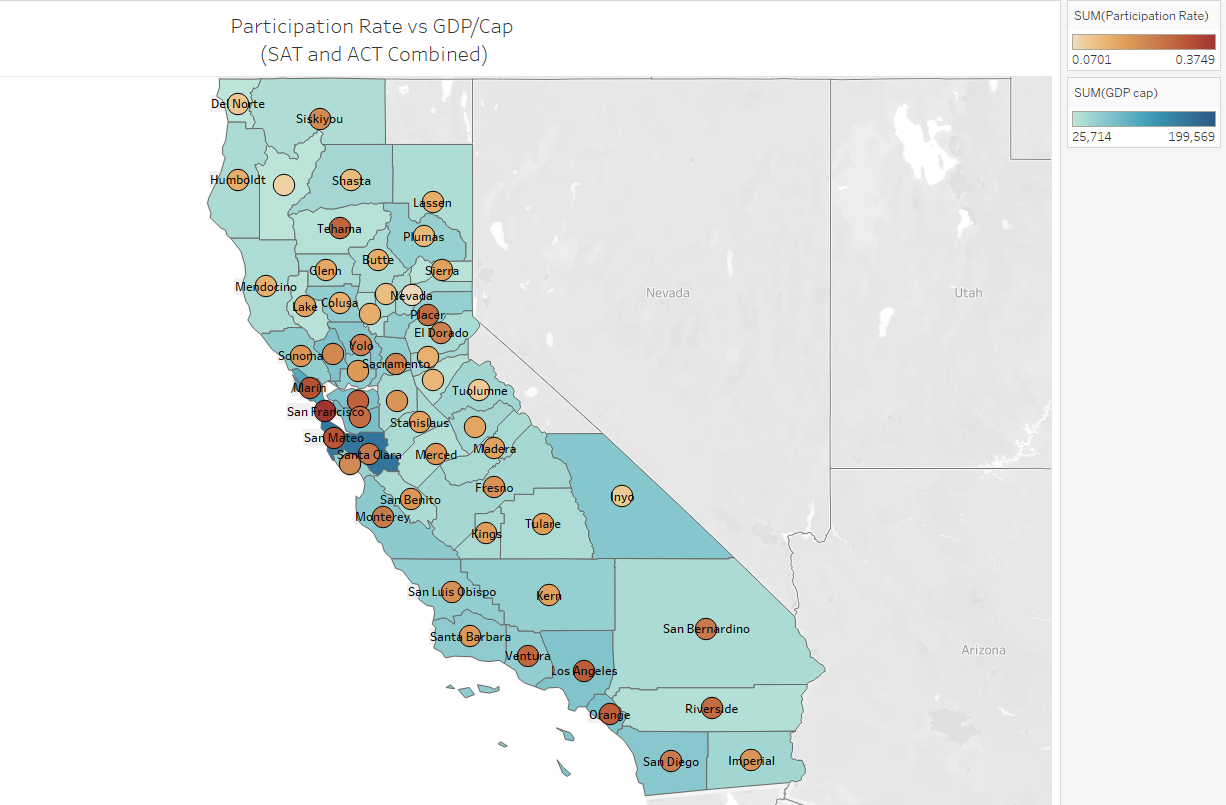 Participation Rate vs GDP/Cap
(SAT and ACT Combined)
SUM(Participation Rate)
0.0701 0.3749
SUM(GDP cap)
25,714 199,569
Del Norte
Siskiyou
Humboldt
Shasta
Lassen
Tehama
Plumas
Butte
Glenn
Sierra
Mendocino
Nevada
Lake
Colusa
Placer
El Dorado
Yolo
Sonoma
Sacramento
Marin
Tuolumne
San Francisco
Stanislaus
San Mateo
Madera
Santa Clara
Merced
Fresno
San Benito
Inyo
Monterey
Tulare
Kings
San Luis Obispo
Kern
San Bernardino
Santa Barbara
Ventura
Los Angeles
Orange
Riverside
San Diego
Imperial
Nevada
Utah
Arizona